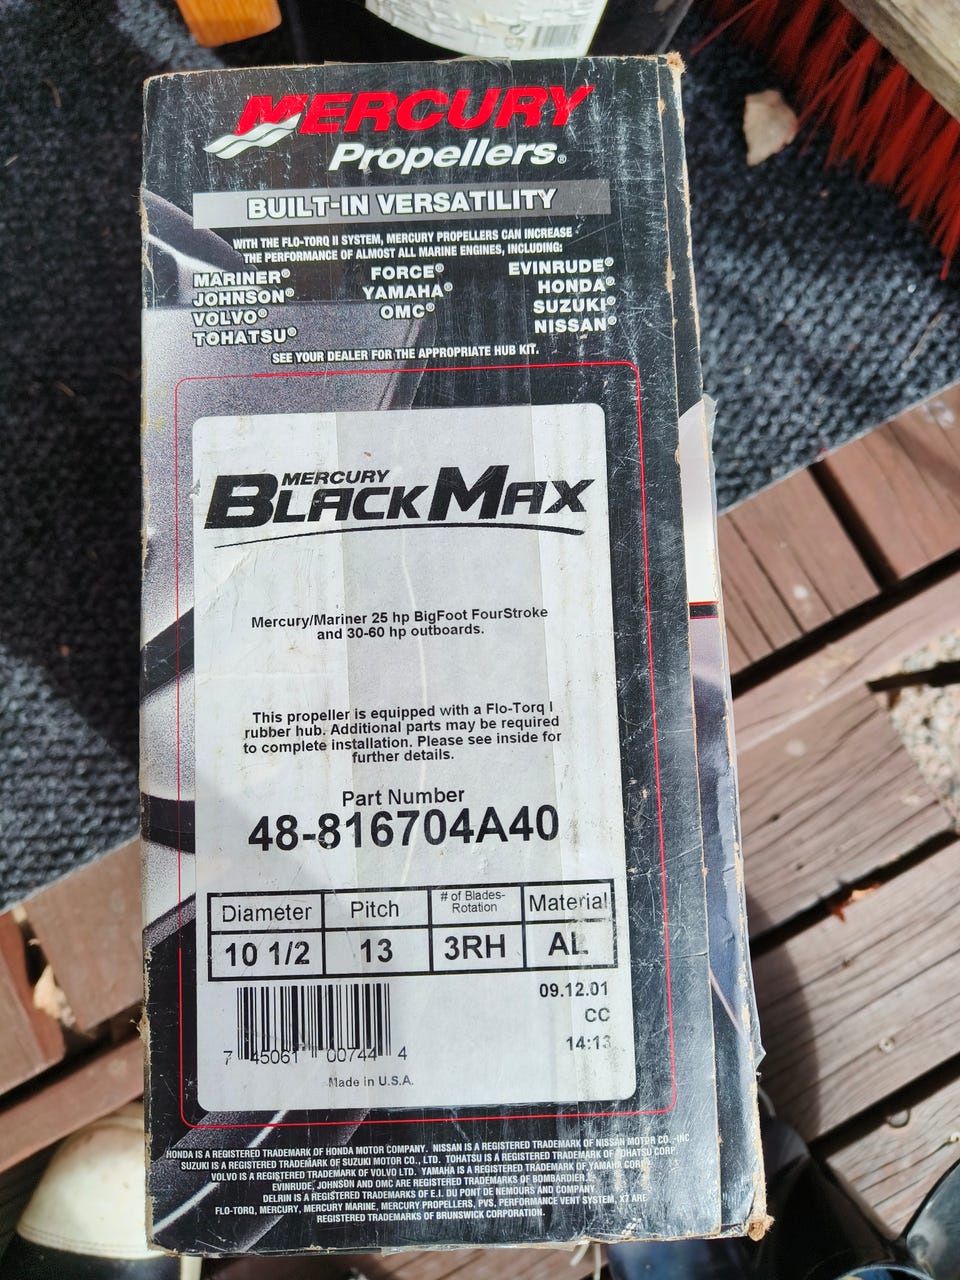 MERCURY
Propellers®
BUILT-IN VERSATILITY
WITH THE FLO-TORQ II SYSTEM, MERCURY PROPELLERS CAN INCREASE
THE PERFORMANCE OF ALMOST ALL MARINE ENGINES, INCLUDING:
MARINER® FORCE® EVINRUDE®
JOHNSON® YAMAHA® HONDA®
VOLVO® OMC® SUZUKI®
TOHATSU® NISSAN®
SEE YOUR DEALER FOR THE APPROPRIATE HUB KIT.
MERCURY
BLACK MAX
Mercury/Mariner 25 hp BigFoot FourStroke
and 30-60 hp outboards.
This propeller is equipped with a Flo-Torq I
rubber hub. Additional parts may be required
to complete installation. Please see inside for
further details.
Part Number
48-816704A40
Diameter Pitch # of Blades-Rotation Material
10 1/2 13 3RH AL
09.12.01
CC
14:13
7 45061 00744 4
Made in U.S.A.
HONDA IS A REGISTERED TRADEMARK OF HONDA MOTOR COMPANY. NISSAN IS A REGISTERED TRADEMARK OF NISSAN MOTOR CO., INC
SUZUKI IS A REGISTERED TRADEMARK OF SUZUKI MOTOR CO., LTD. TOHATSU IS A REGISTERED TRADEMARK OF TOHATSU CORP.
VOLVO IS A REGISTERED TRADEMARK OF VOLVO LTD. YAMAHA IS A REGISTERED TRADEMARK OF YAMAHA CORP.
EVINRUDE, JOHNSON AND OMC ARE REGISTERED TRADEMARKS OF BOMBARDIER.
DELRIN IS A REGISTERED TRADEMARKS OF E.I. DU PONT DE NEMOURS AND COMPANY
FLO-TORQ, MERCURY, MERCURY MARINE, MERCURY PROPELLERS, PVS, PERFORMANCE VENT SYSTEM, X7 ARE
REGISTERED TRADEMARKS OF BRUNSWICK CORPORATION.